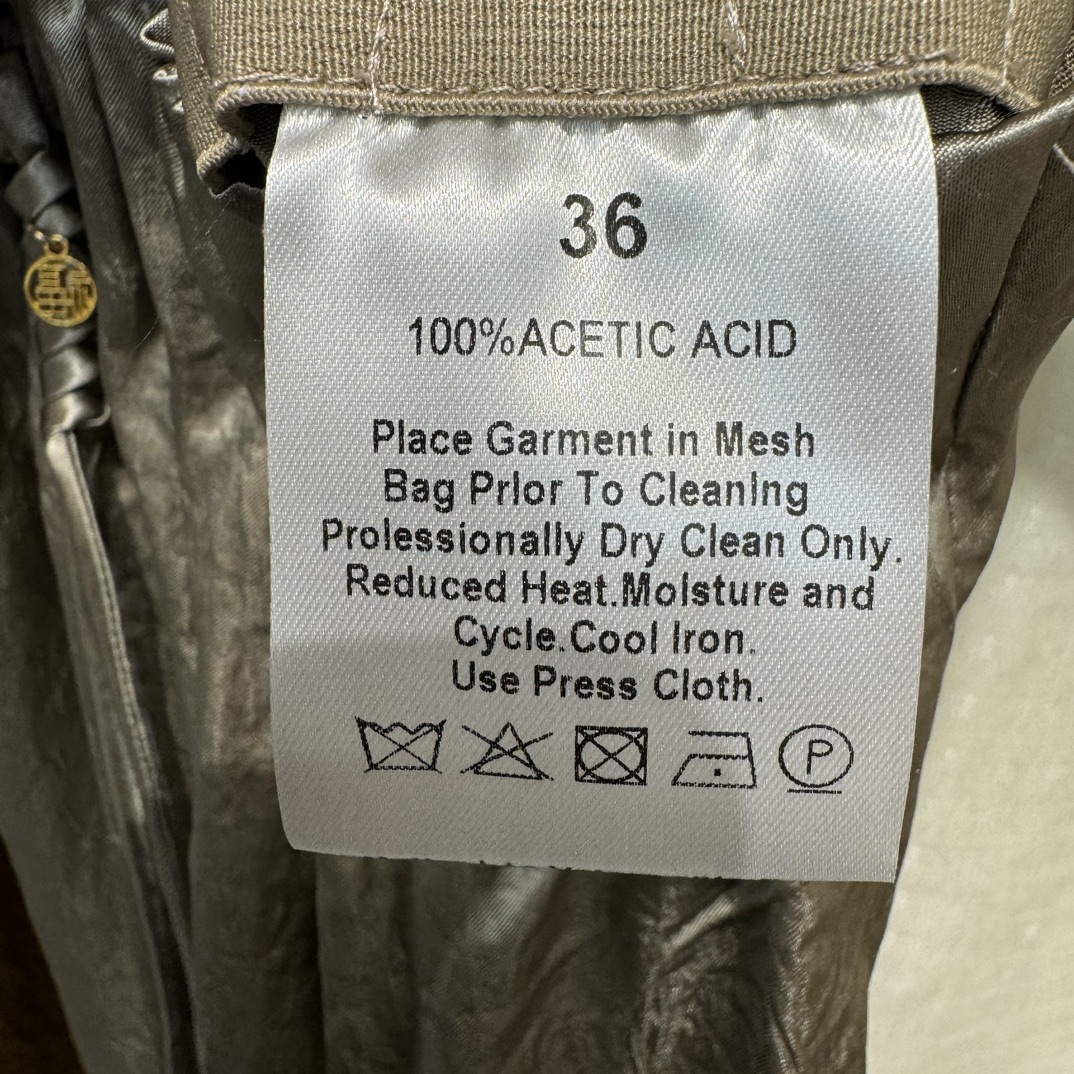 36
100%ACETIC ACID
Place Garment in Mesh
Bag PrIor To CleanIng
Prolessionally Dry Clean Only.
Reduced Heat.MoIsture and
Cycle.Cool Iron.
Use Press Cloth.
P